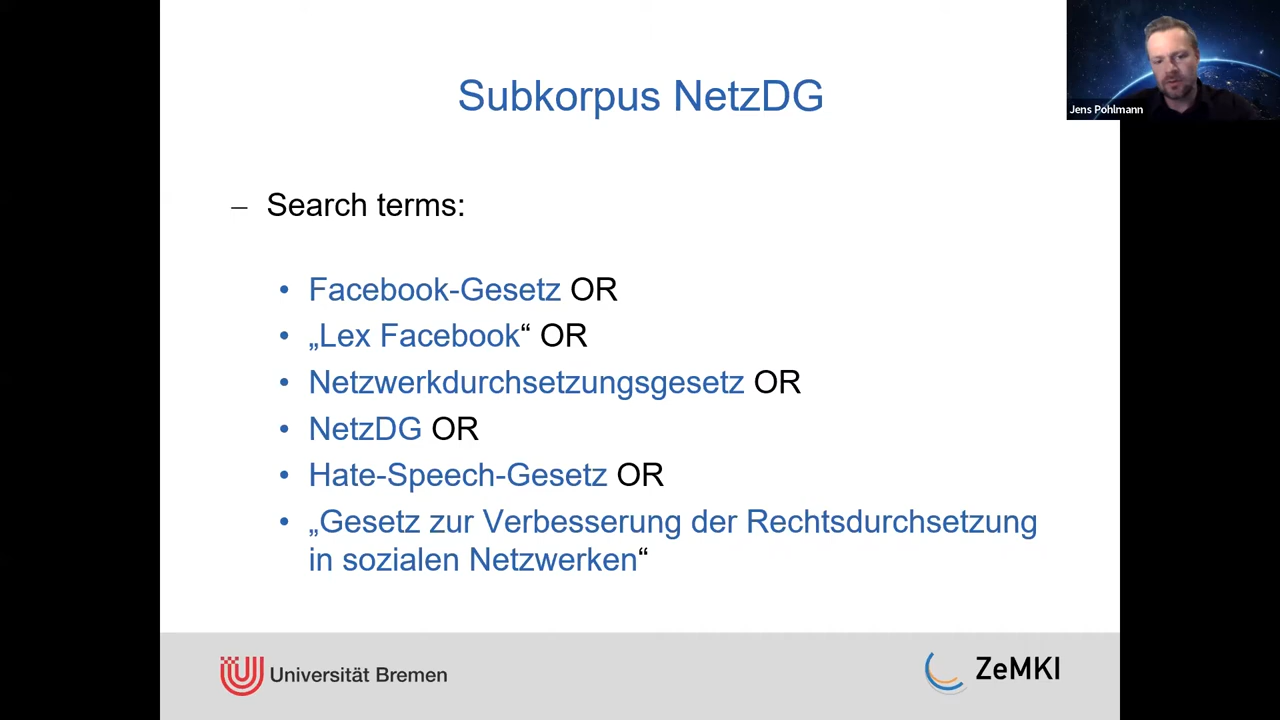 Subkorpus NetzDG
Jens Pohlmann
– Search terms:
• Facebook-Gesetz OR
• „Lex Facebook“ OR
• Netzwerkdurchsetzungsgesetz OR
• NetzDG OR
• Hate-Speech-Gesetz OR
• „Gesetz zur Verbesserung der Rechtsdurchsetzung
in sozialen Netzwerken“
Universität Bremen
ZeMKI